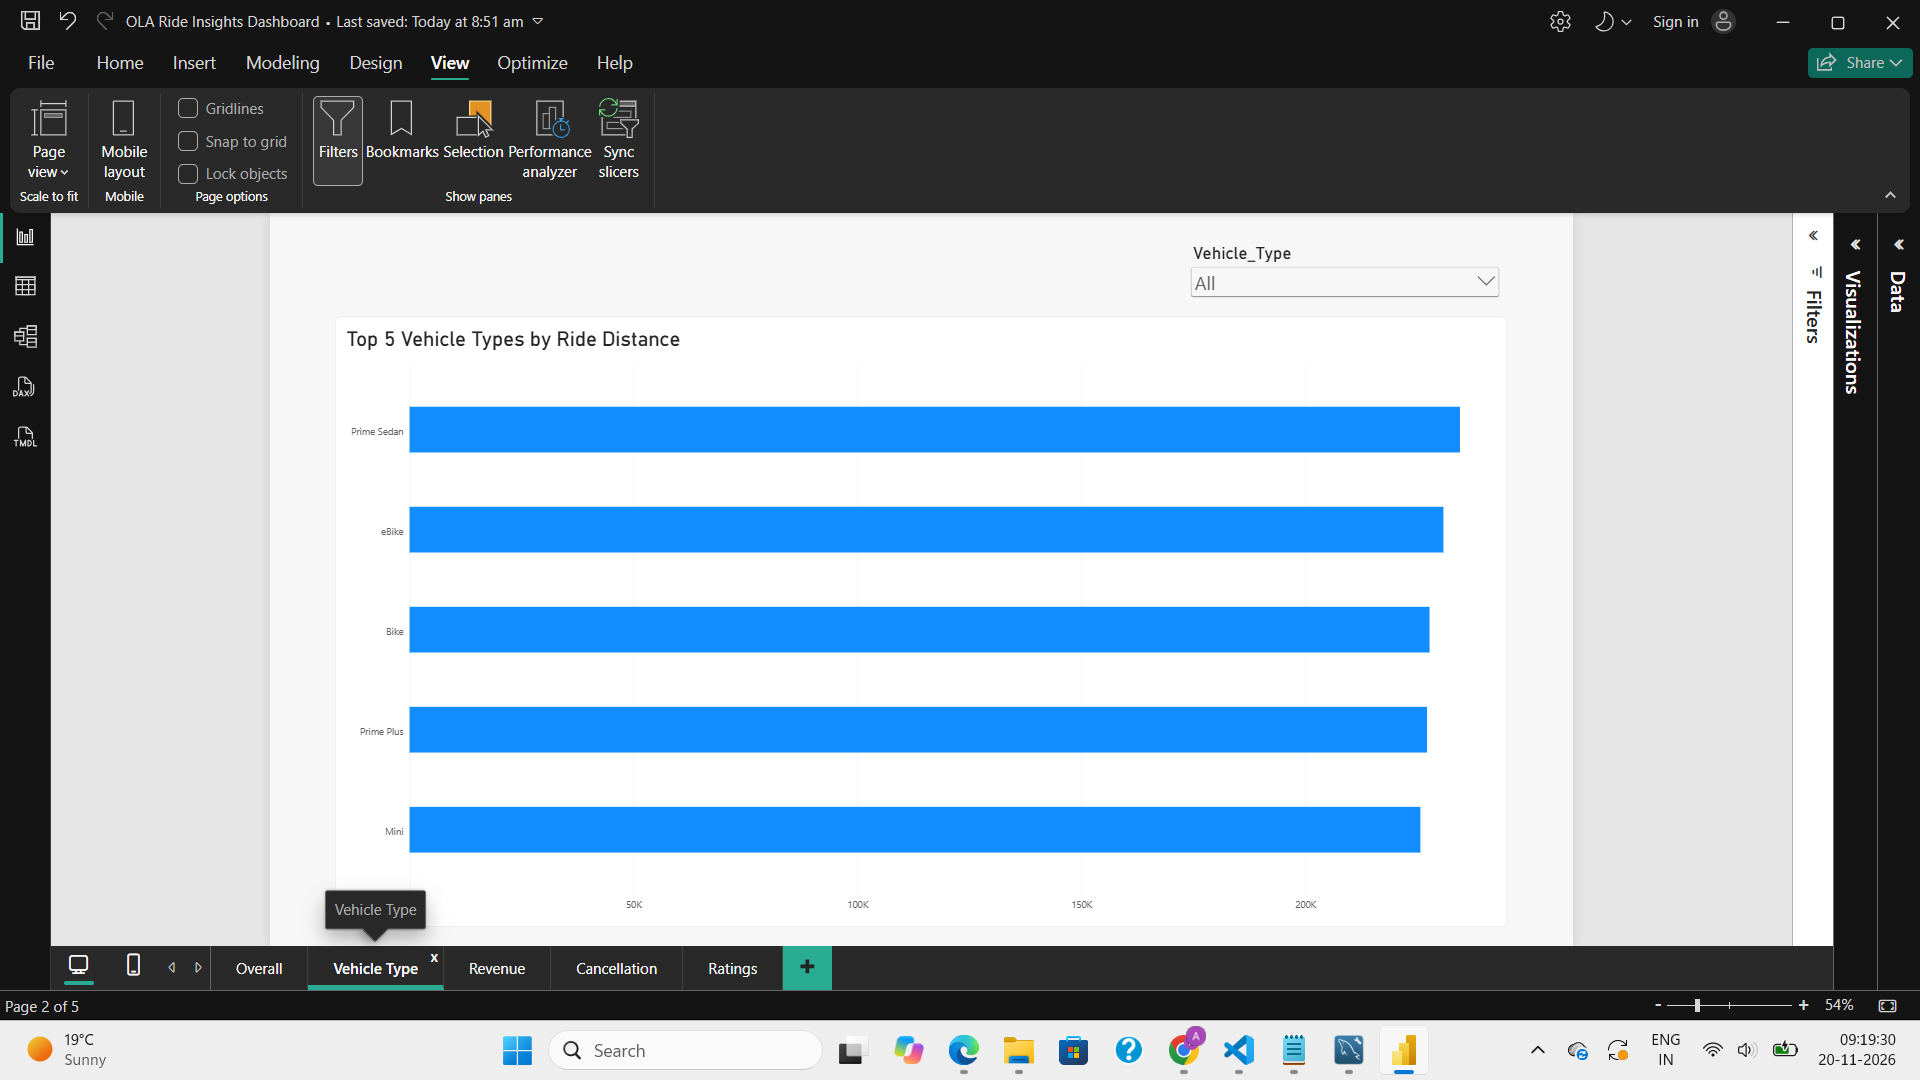 OLA Ride Insights Dashboard • Last saved: Today at 8:51 am
Sign in
File Home Insert Modeling Design View Optimize Help
Share
Page view
Mobile layout
Gridlines
Snap to grid
Lock objects
Filters
Bookmarks
Selection
Performance analyzer
Sync slicers
Scale to fit
Mobile
Page options
Show panes
DAX
TMDL
Vehicle_Type
All
Top 5 Vehicle Types by Ride Distance
Prime Sedan
eBike
Bike
Prime Plus
Mini
50K 100K 150K 200K
Filters
Visualizations
Data
Vehicle Type
Overall
Vehicle Type
x
Revenue
Cancellation
Ratings
+
Page 2 of 5
- + 54%
19°C
Sunny
Search
A
ENG
IN
09:19:30
20-11-2026